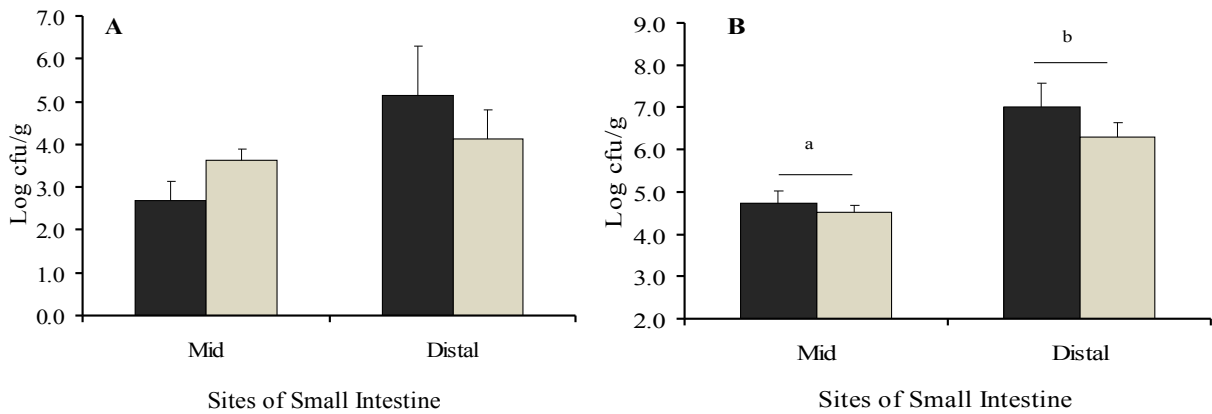 A
7.0
6.0
5.0
4.0
3.0
2.0
1.0
0.0
Log cfu/g
Mid Distal
Sites of Small Intestine
B
9.0
8.0
7.0
6.0
5.0
4.0
3.0
2.0
Log cfu/g
a
b
Mid Distal
Sites of Small Intestine